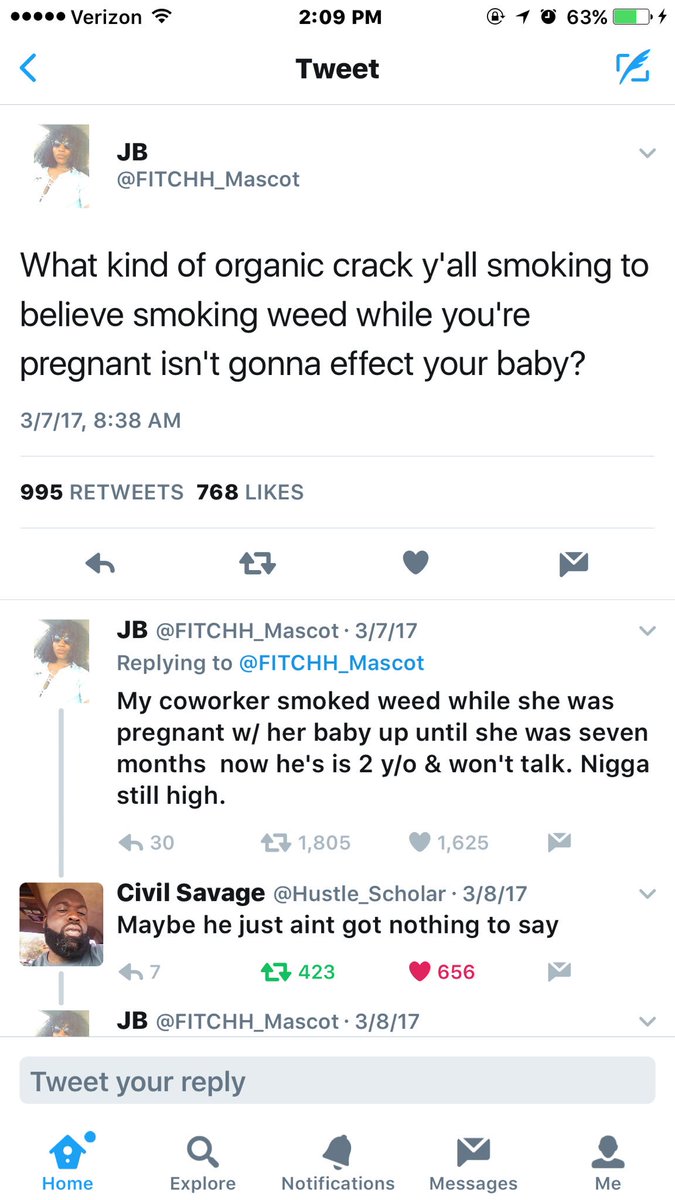 Verizon 2:09 PM 63%
Tweet
JB
@FITCHH_Mascot
What kind of organic crack y'all smoking to
believe smoking weed while you're
pregnant isn't gonna effect your baby?
3/7/17, 8:38 AM
995 RETWEETS 768 LIKES
JB @FITCHH_Mascot · 3/7/17
Replying to @FITCHH_Mascot
My coworker smoked weed while she was
pregnant w/ her baby up until she was seven
months now he's is 2 y/o & won't talk. Nigga
still high.
30 1,805 1,625
Civil Savage @Hustle_Scholar · 3/8/17
Maybe he just aint got nothing to say
7 423 656
JB @FITCHH_Mascot · 3/8/17
Tweet your reply
Home Explore Notifications Messages Me